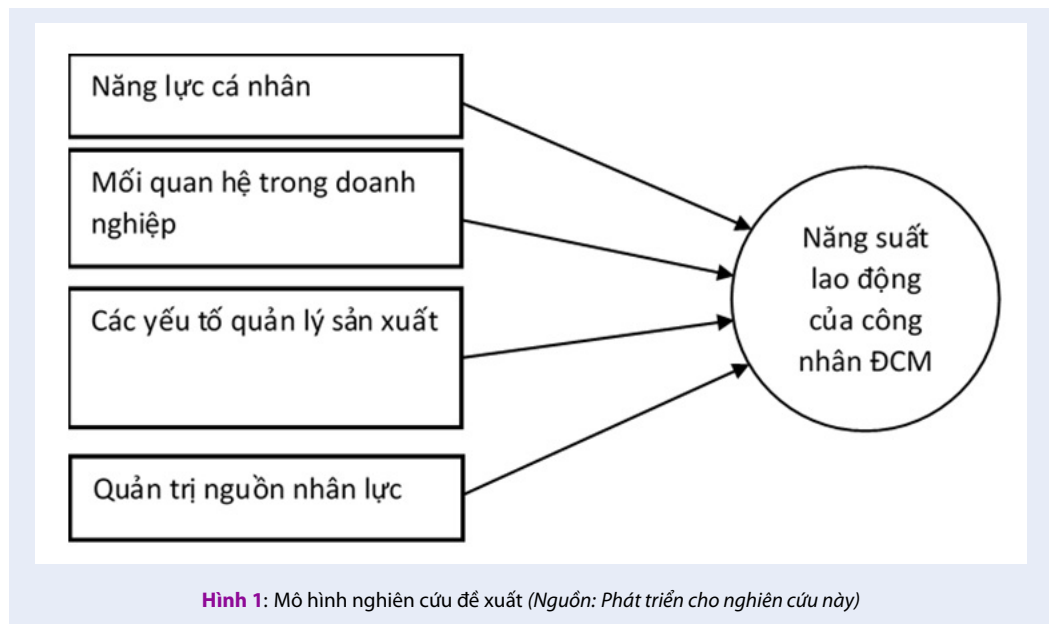 Năng lực cá nhân
Mối quan hệ trong doanh
nghiệp
Các yếu tố quản lý sản xuất
Quản trị nguồn nhân lực
Năng suất
lao động
của công
nhân ĐCM
Hình 1: Mô hình nghiên cứu đề xuất (Nguồn: Phát triển cho nghiên cứu này)